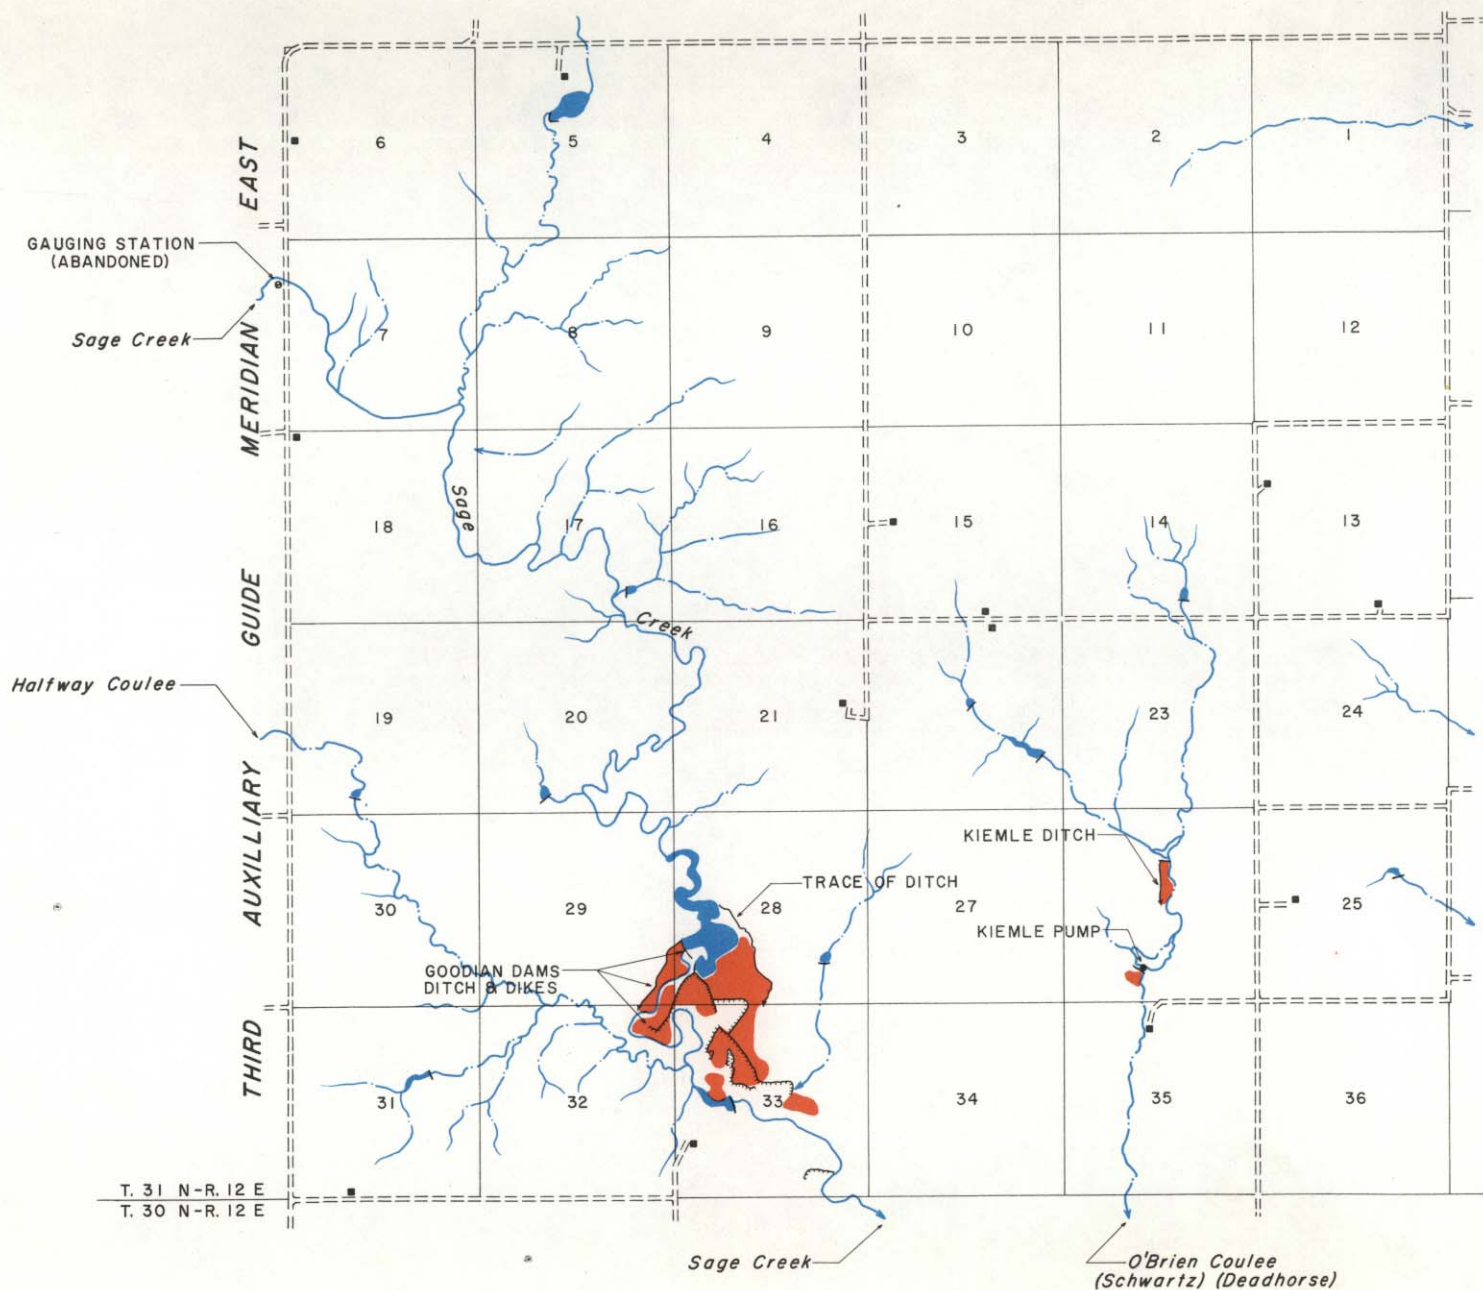 6
5
4
3
2
1
GAUGING STATION
(ABANDONED)
Sage Creek
7
8
9
10
11
12
18
17
16
15
14
13
Sage
Creek
Halfway Coulee
19
20
21
23
24
KIEMLE DITCH
TRACE OF DITCH
30
29
28
27
25
KIEMLE PUMP
GOODIAN DAMS
DITCH & DIKES
31
32
33
34
35
36
THIRD AUXILLIARY GUIDE MERIDIAN EAST
T. 31 N-R. 12 E
T. 30 N-R. 12 E
Sage Creek
O'Brien Coulee
(Schwartz) (Deadhorse)